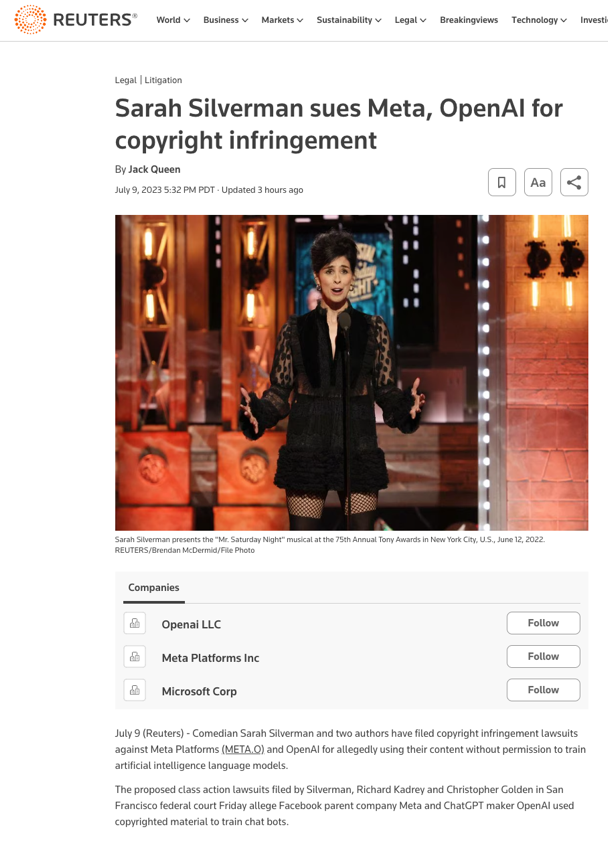 REUTERS®
World Business Markets Sustainability Legal Breakingviews Technology Investi
Legal | Litigation
Sarah Silverman sues Meta, OpenAI for
copyright infringement
By Jack Queen
July 9, 2023 5:32 PM PDT · Updated 3 hours ago
Aa
Sarah Silverman presents the "Mr. Saturday Night" musical at the 75th Annual Tony Awards in New York City, U.S., June 12, 2022.
REUTERS/Brendan McDermid/File Photo
Companies
Openai LLC Follow
Meta Platforms Inc Follow
Microsoft Corp Follow
July 9 (Reuters) - Comedian Sarah Silverman and two authors have filed copyright infringement lawsuits
against Meta Platforms (META.O) and OpenAI for allegedly using their content without permission to train
artificial intelligence language models.
The proposed class action lawsuits filed by Silverman, Richard Kadrey and Christopher Golden in San
Francisco federal court Friday allege Facebook parent company Meta and ChatGPT maker OpenAI used
copyrighted material to train chat bots.